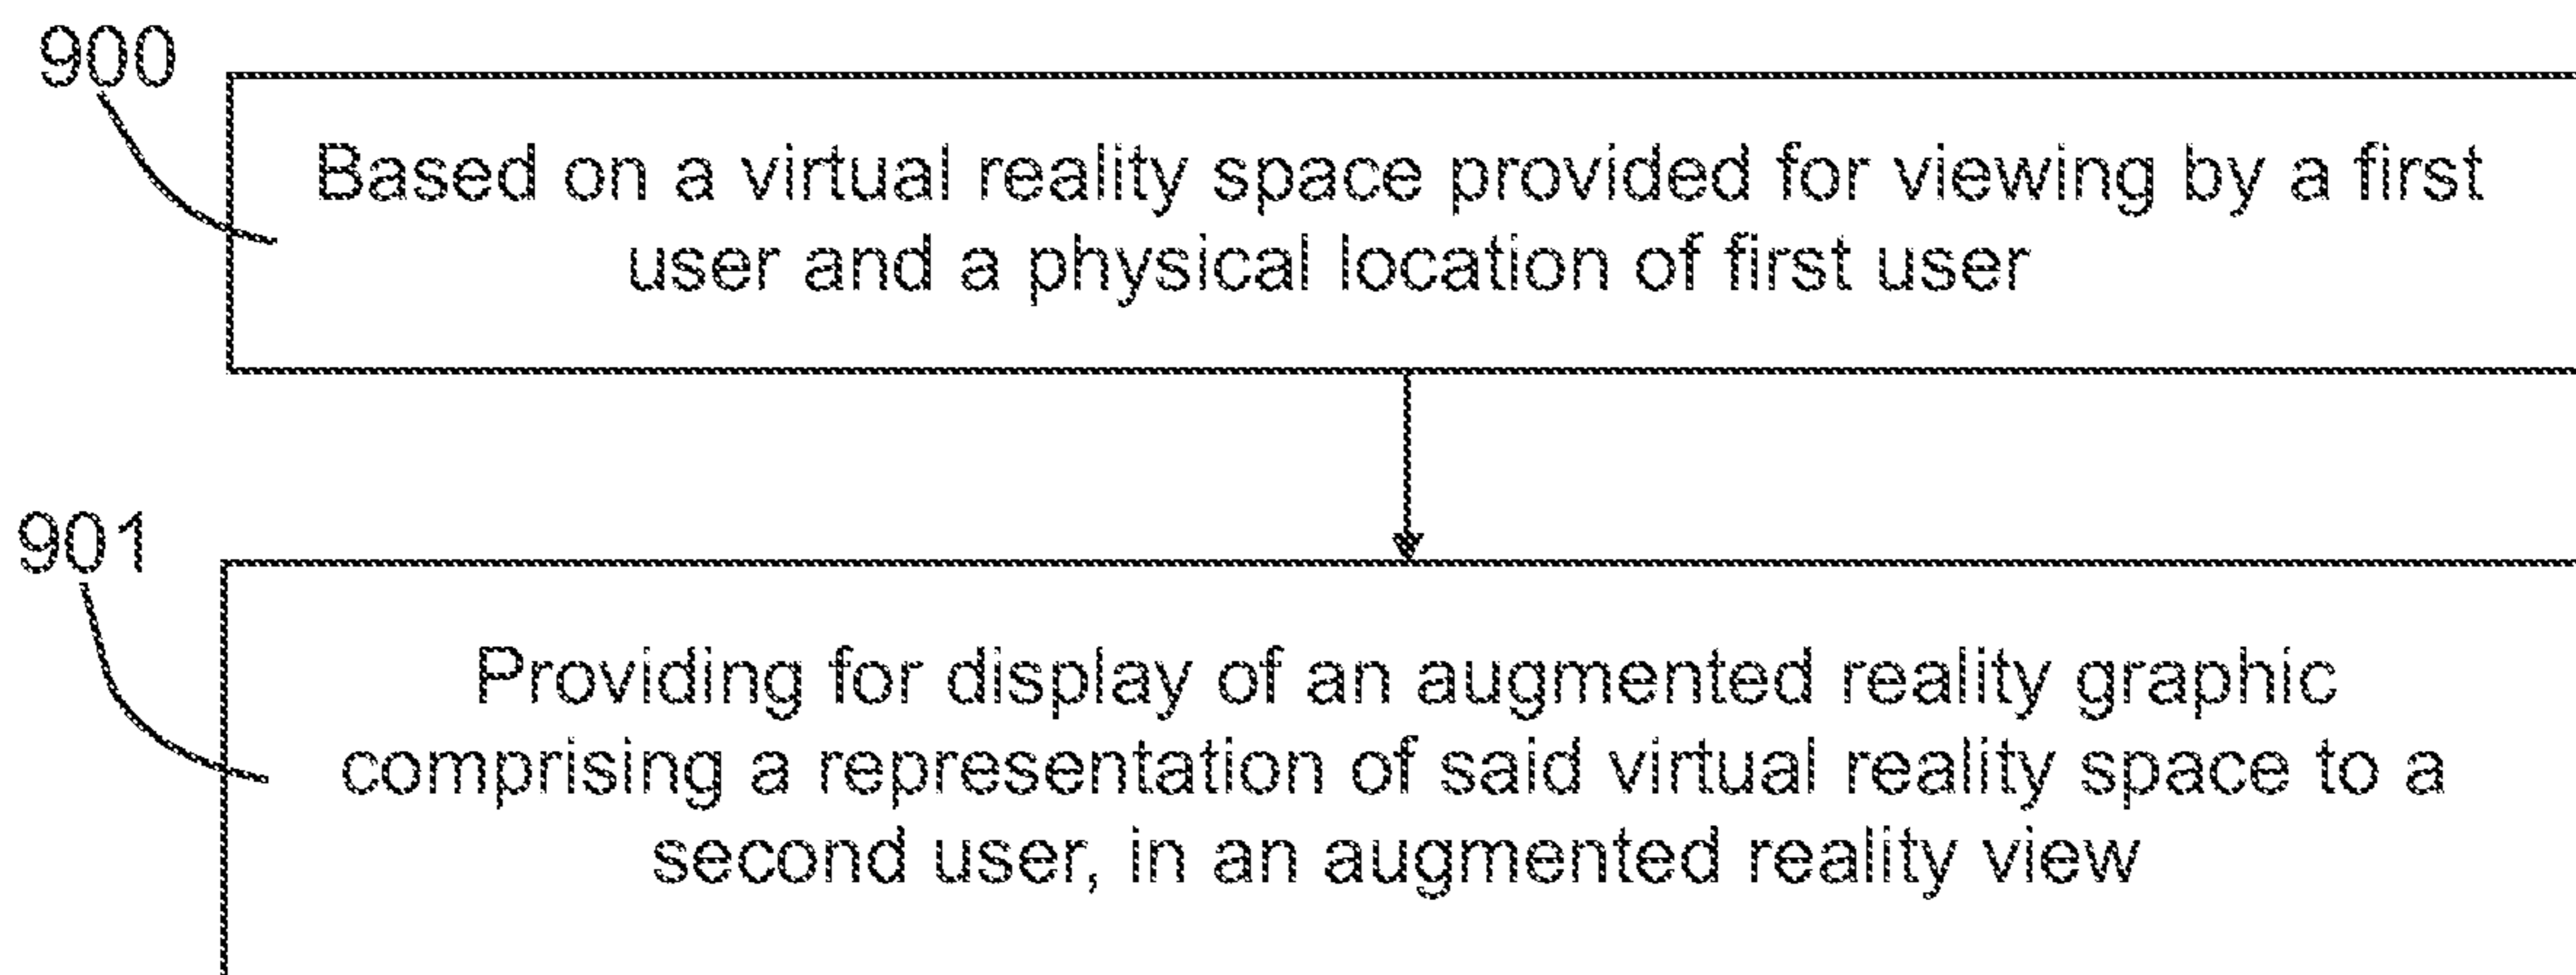 900
Based on a virtual reality space provided for viewing by a first
user and a physical location of first user
901
Providing for display of an augmented reality graphic
comprising a representation of said virtual reality space to a
second user, in an augmented reality view